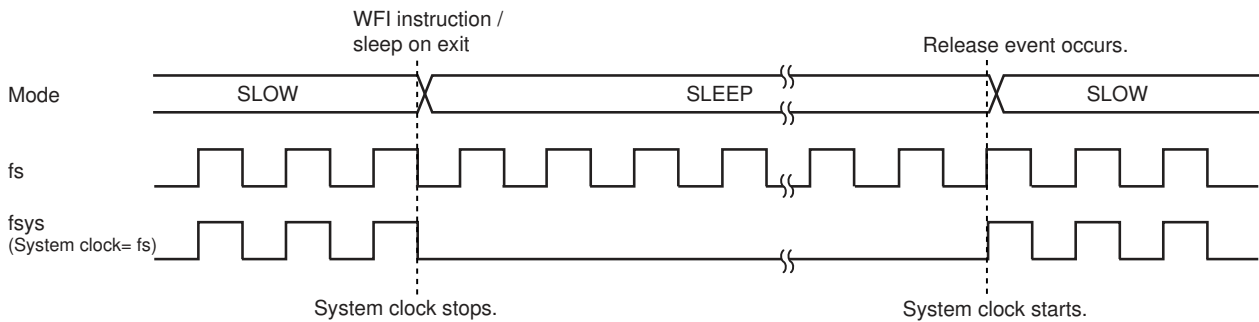 WFI instruction /
sleep on exit
Release event occurs.
Mode
SLOW
SLEEP
SLOW
fs
fsys
(System clock= fs)
System clock stops.
System clock starts.